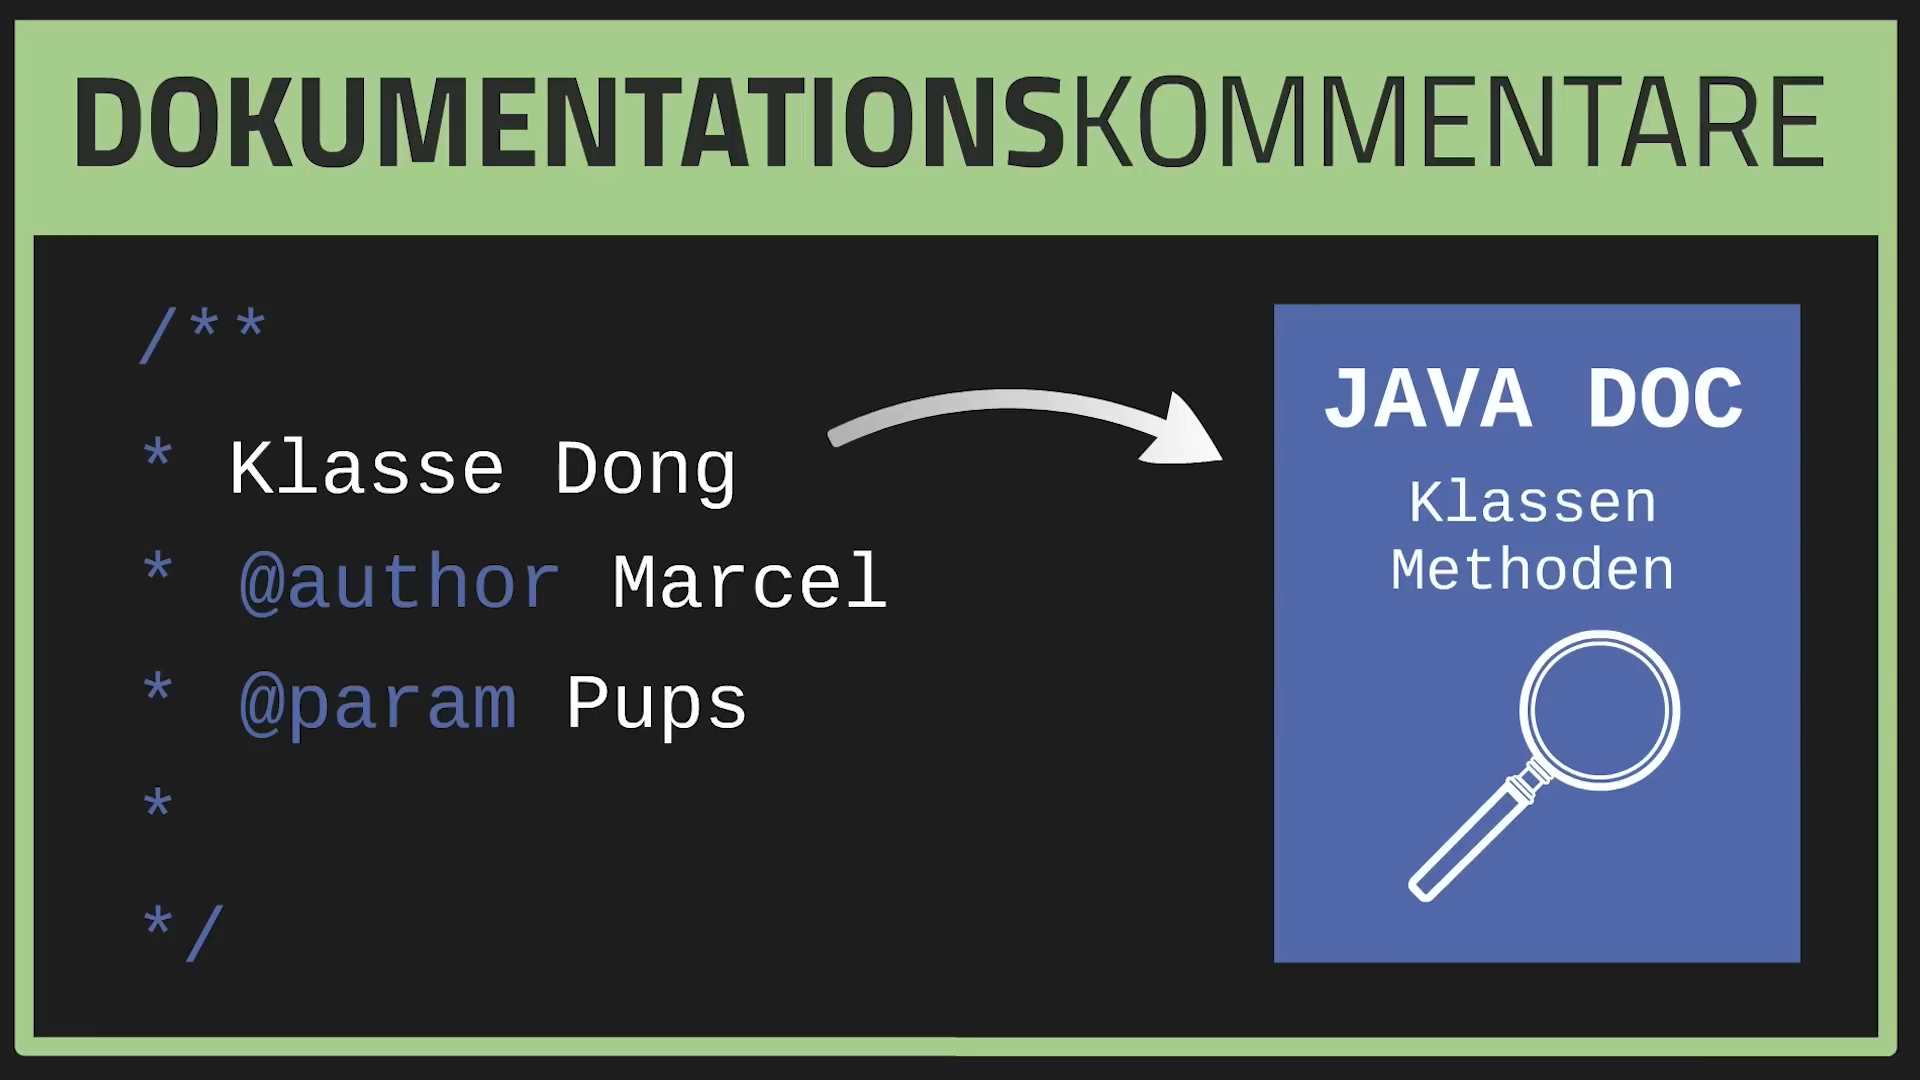 DOKUMENTATIONSKOMMENTARE
/**
* Klasse Dong
* @author Marcel
* @param Pups
*
*/
JAVA DOC
Klassen
Methoden